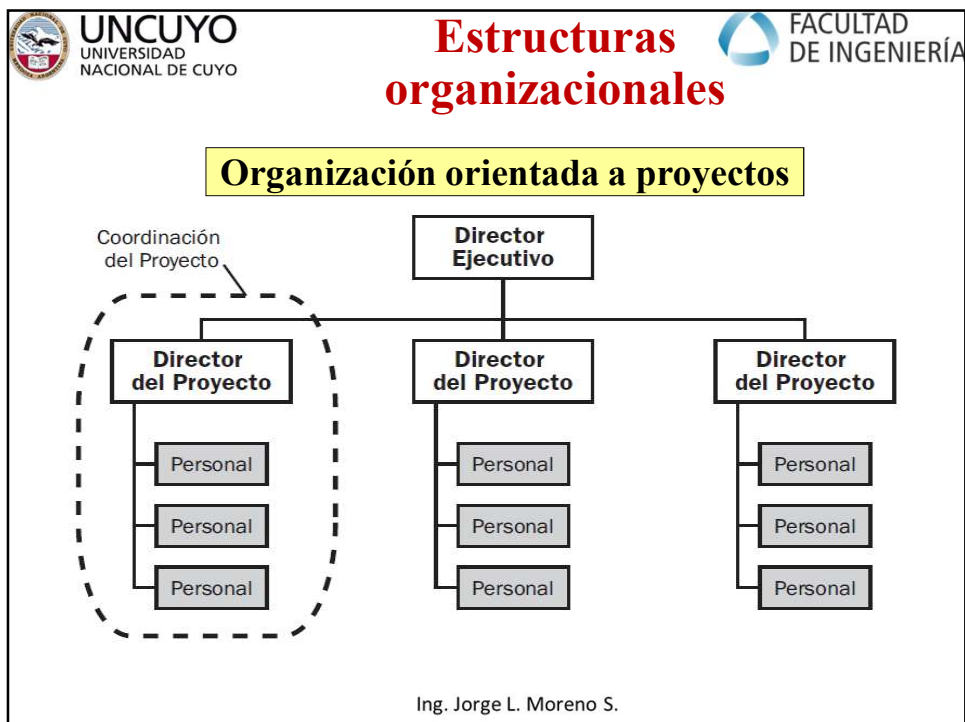 UNCUYO
UNIVERSIDAD
NACIONAL DE CUYO
Estructuras
organizacionales
FACULTAD
DE INGENIERÍA
Organización orientada a proyectos
Coordinación
del Proyecto
Director
Ejecutivo
Director
del Proyecto
Director
del Proyecto
Director
del Proyecto
Personal
Personal
Personal
Personal
Personal
Personal
Personal
Personal
Personal
Ing. Jorge L. Moreno S.